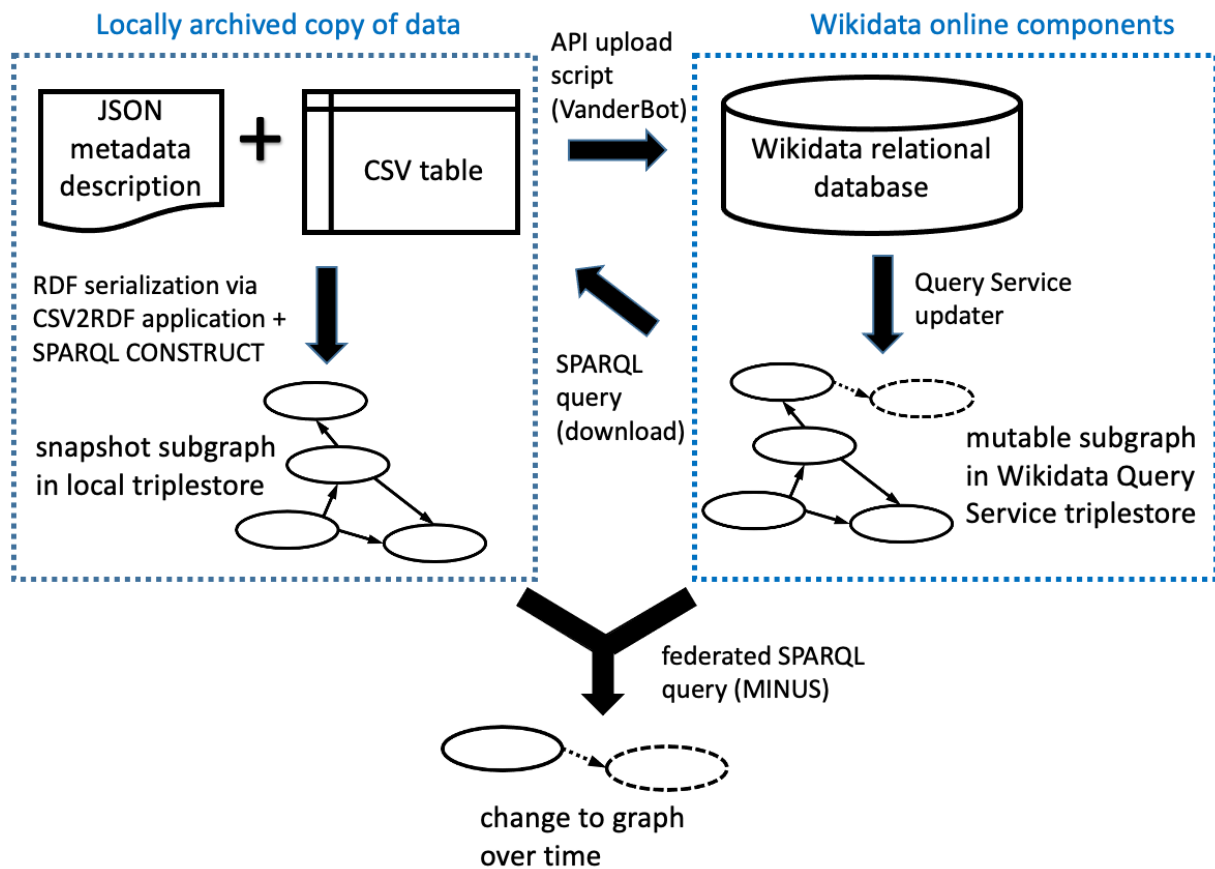 Locally archived copy of data
Wikidata online components
API upload
script
(VanderBot)
JSON
metadata
description
+
CSV table
Wikidata relational
database
RDF serialization via
CSV2RDF application +
SPARQL CONSTRUCT
Query Service
updater
SPARQL
query
(download)
snapshot subgraph
in local triplestore
mutable subgraph
in Wikidata Query
Service triplestore
federated SPARQL
query (MINUS)
change to graph
over time